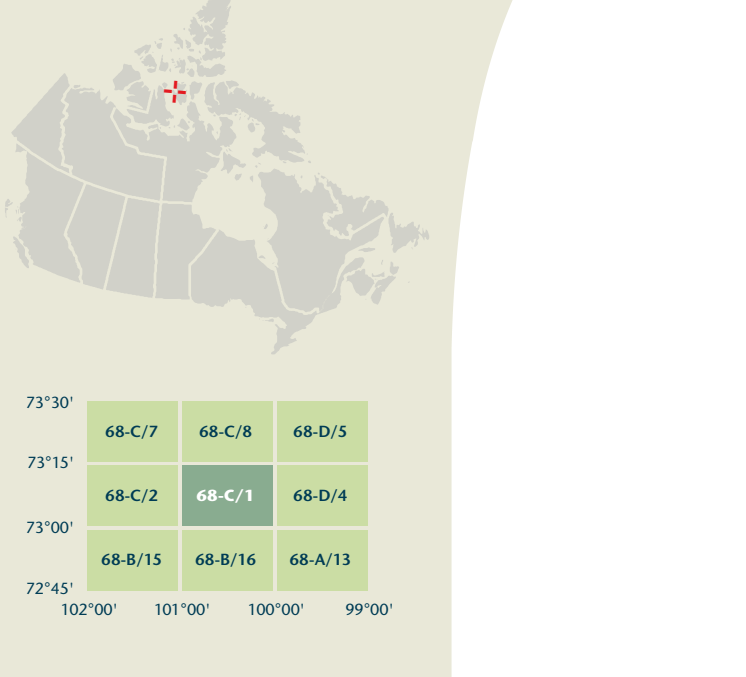 73°30'
68-C/7 68-C/8 68-D/5
73°15'
68-C/2 68-C/1 68-D/4
73°00'
68-B/15 68-B/16 68-A/13
72°45'
102°00' 101°00' 100°00' 99°00'